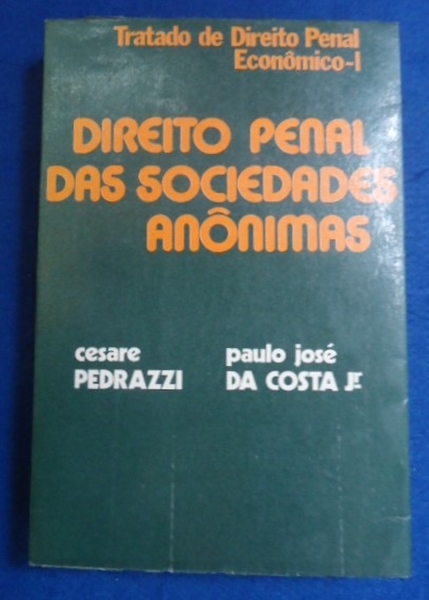 Tratado de Direito Penal
Econômico-I
DIREITO PENAL
DAS SOCIEDADES
ANÔNIMAS
cesare
PEDRAZZI
paulo josé
DA COSTA Jr.